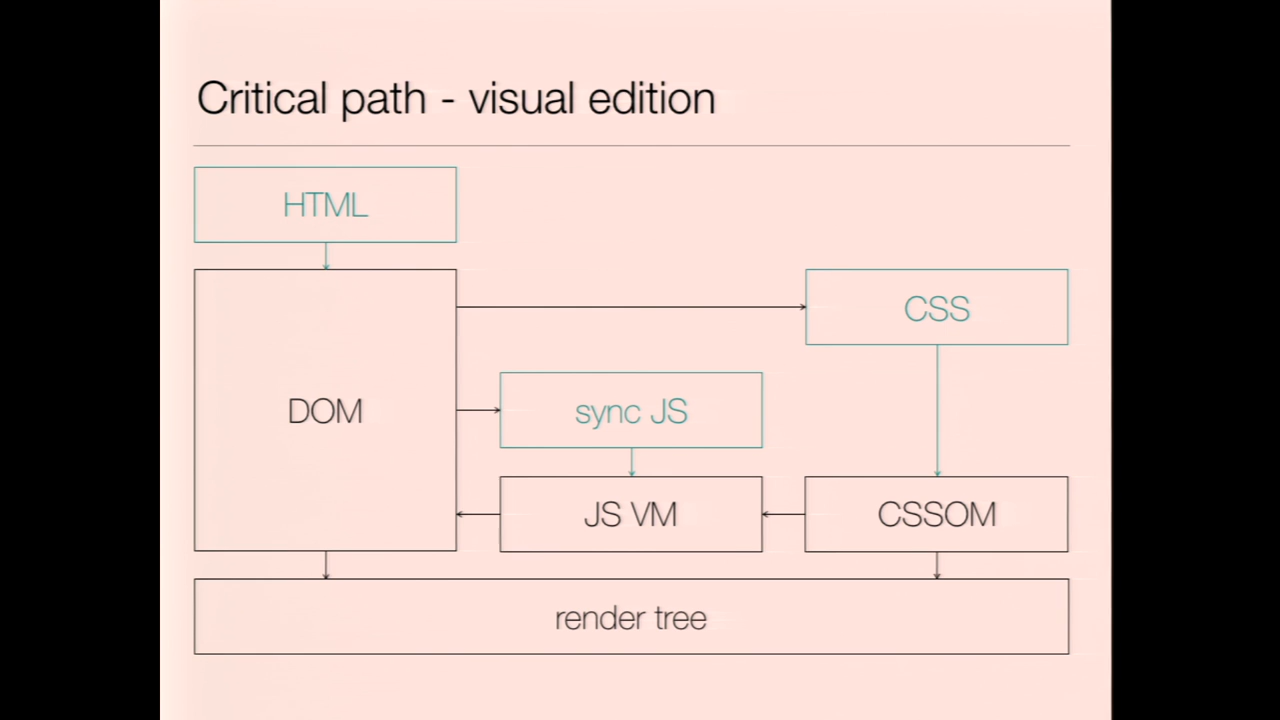 Critical path - visual edition
HTML
CSS
DOM
sync JS
JS VM
CSSOM
render tree